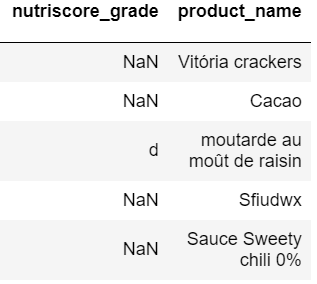 nutriscore_grade product_name
NaN Vitória crackers
NaN Cacao
d moutarde au
moût de raisin
NaN Sfiudwx
NaN Sauce Sweety
chili 0%